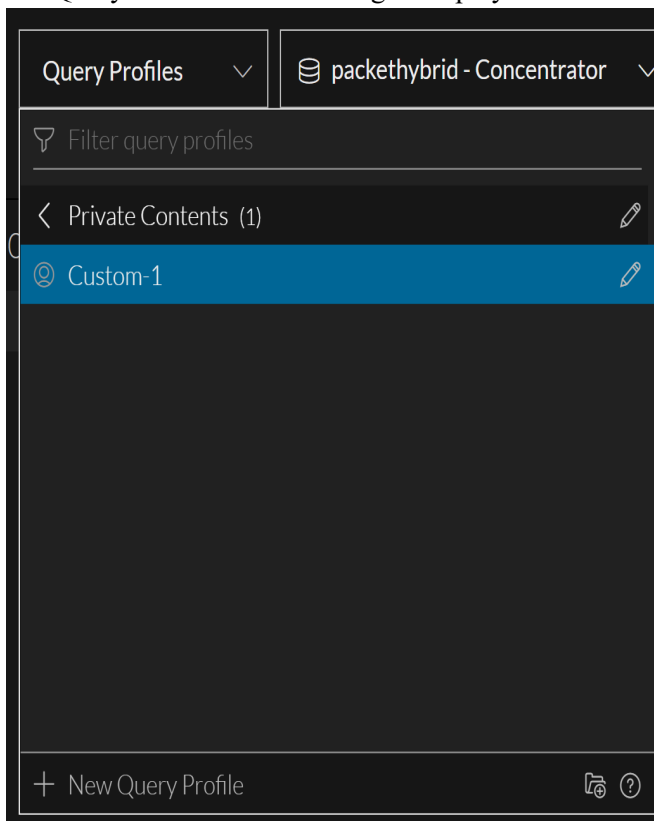 Query Profiles
packethybrid - Concentrator
Filter query profiles
Private Contents (1)
Custom-1
New Query Profile